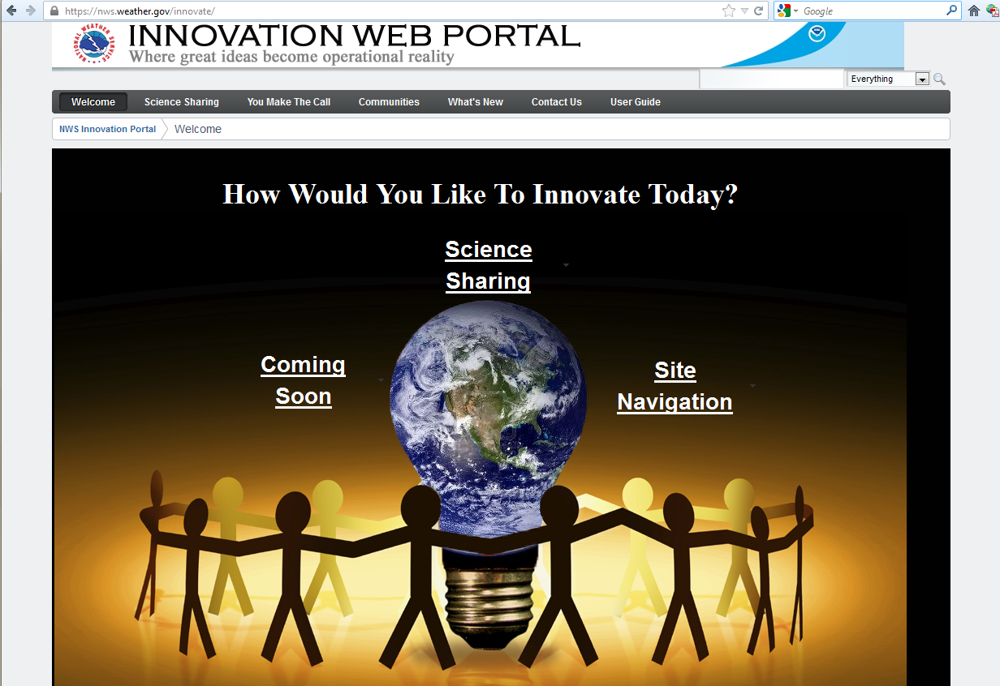 https://nws.weather.gov/innovate/
Google
NATIONAL WEATHER SERVICE
INNOVATION WEB PORTAL
Where great ideas become operational reality
Everything
Welcome
Science Sharing
You Make The Call
Communities
What's New
Contact Us
User Guide
NWS Innovation Portal
Welcome
How Would You Like To Innovate Today?
Science
Sharing
Coming
Soon
Site
Navigation